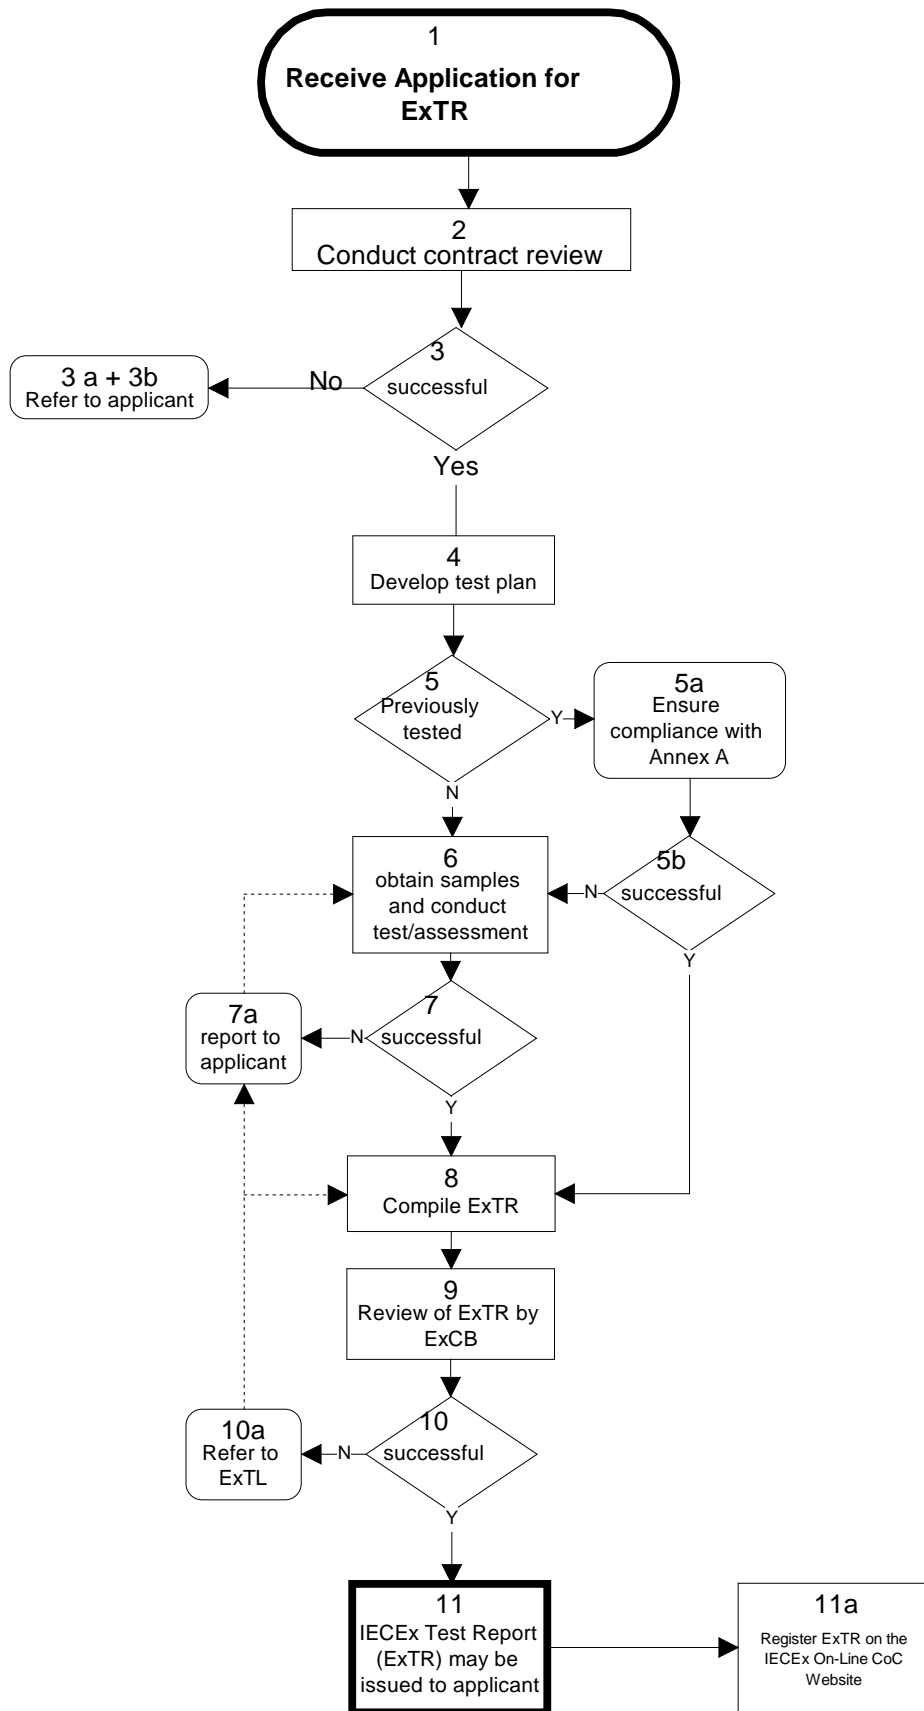 1
Receive Application for
ExTR
2
Conduct contract review
3
successful
No
3 a + 3b
Refer to applicant
Yes
4
Develop test plan
5
Previously
tested
Y
5a
Ensure
compliance with
Annex A
N
6
obtain samples
and conduct
test/assessment
N
5b
successful
Y
7
successful
N
7a
report to
applicant
Y
8
Compile ExTR
9
Review of ExTR by
ExCB
10
successful
N
10a
Refer to
ExTL
Y
11
IECEx Test Report
(ExTR) may be
issued to applicant
11a
Register ExTR on the
IECEx On-Line CoC
Website